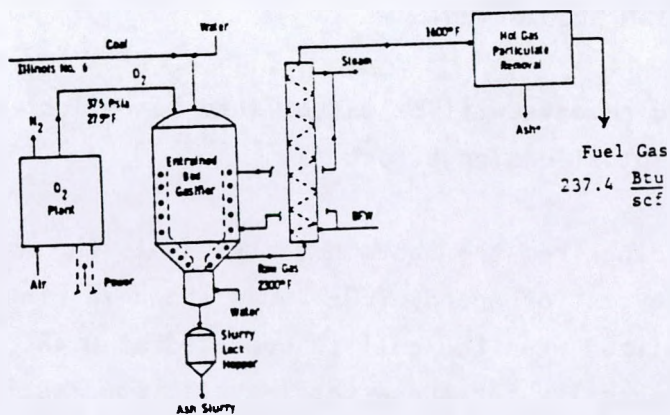 Water
Coal
Illinois No. 6
O2
375 Psia
275°F
N2
O2
Plant
Air
Power
Entrained
Bed
Gasifier
Raw Gas
2300°F
Water
Slurry
Lock
Hopper
Ash Slurry
Steam
BFW
1600°F
Hot Gas
Particulate
Removal
Ash*
Fuel Gas
237.4 Btu
scf